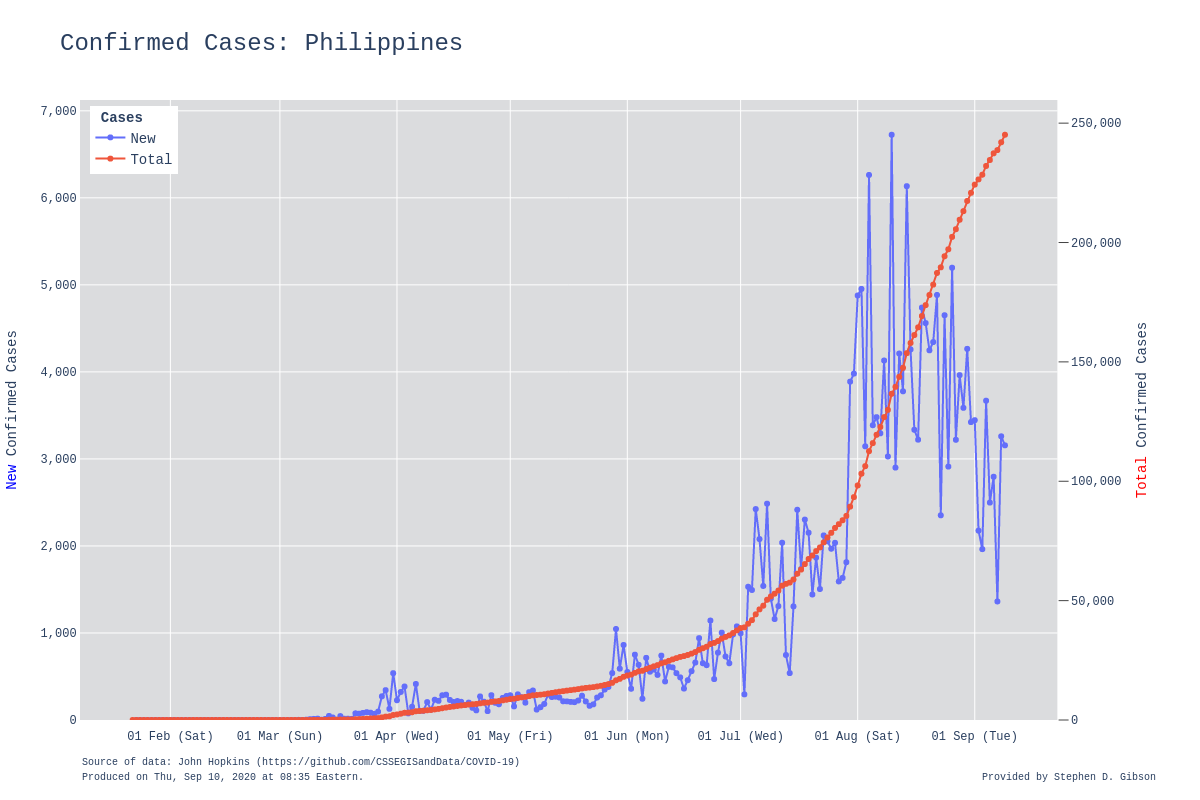 Confirmed Cases: Philippines
Cases
New
Total
7,000
6,000
5,000
4,000
3,000
2,000
1,000
0
New Confirmed Cases
250,000
200,000
150,000
100,000
50,000
0
Total Confirmed Cases
01 Feb (Sat) 01 Mar (Sun) 01 Apr (Wed) 01 May (Fri) 01 Jun (Mon) 01 Jul (Wed) 01 Aug (Sat) 01 Sep (Tue)
Source of data: John Hopkins (https://github.com/CSSEGISandData/COVID-19)
Produced on Thu, Sep 10, 2020 at 08:35 Eastern.
Provided by Stephen D. Gibson